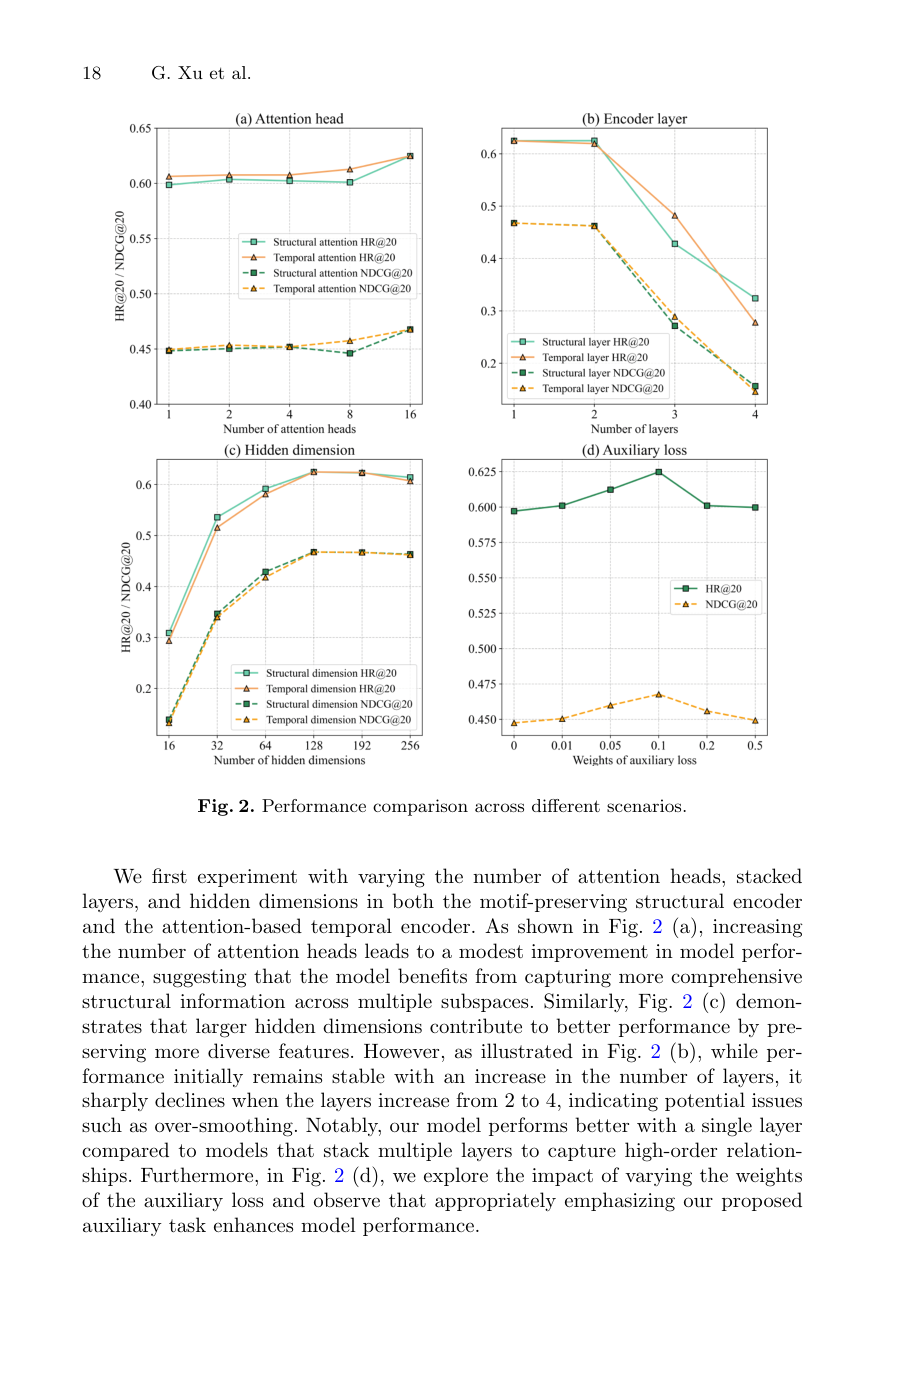 18 G. Xu et al.
(a) Attention head
0.65
0.60
0.55
0.50
0.45
0.40
HR@20 / NDCG@20
Structural attention HR@20
Temporal attention HR@20
Structural attention NDCG@20
Temporal attention NDCG@20
1 2 4 8 16
Number of attention heads
(b) Encoder layer
0.6
0.5
0.4
0.3
0.2
Structural layer HR@20
Temporal layer HR@20
Structural layer NDCG@20
Temporal layer NDCG@20
1 2 3 4
Number of layers
(c) Hidden dimension
0.6
0.5
0.4
0.3
0.2
HR@20 / NDCG@20
Structural dimension HR@20
Temporal dimension HR@20
Structural dimension NDCG@20
Temporal dimension NDCG@20
16 32 64 128 192 256
Number of hidden dimensions
(d) Auxiliary loss
0.625
0.600
0.575
0.550
0.525
0.500
0.475
0.450
HR@20
NDCG@20
0 0.01 0.05 0.1 0.2 0.5
Weights of auxiliary loss
Fig. 2. Performance comparison across different scenarios.
We first experiment with varying the number of attention heads, stacked
layers, and hidden dimensions in both the motif-preserving structural encoder
and the attention-based temporal encoder. As shown in Fig. 2 (a), increasing
the number of attention heads leads to a modest improvement in model perfor-
mance, suggesting that the model benefits from capturing more comprehensive
structural information across multiple subspaces. Similarly, Fig. 2 (c) demon-
strates that larger hidden dimensions contribute to better performance by pre-
serving more diverse features. However, as illustrated in Fig. 2 (b), while per-
formance initially remains stable with an increase in the number of layers, it
sharply declines when the layers increase from 2 to 4, indicating potential issues
such as over-smoothing. Notably, our model performs better with a single layer
compared to models that stack multiple layers to capture high-order relation-
ships. Furthermore, in Fig. 2 (d), we explore the impact of varying the weights
of the auxiliary loss and observe that appropriately emphasizing our proposed
auxiliary task enhances model performance.